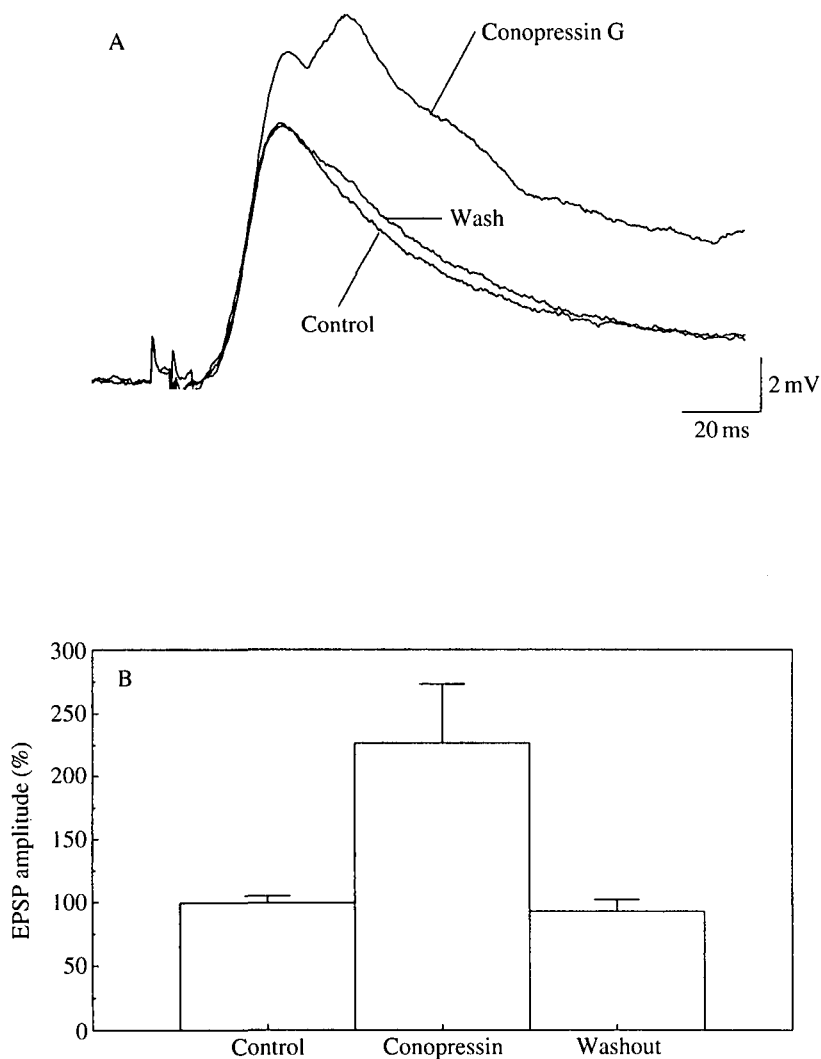 A
Conopressin G
Wash
Control
2 mV
20 ms
B
300
250
200
150
100
50
0
EPSP amplitude (%)
Control Conopressin Washout